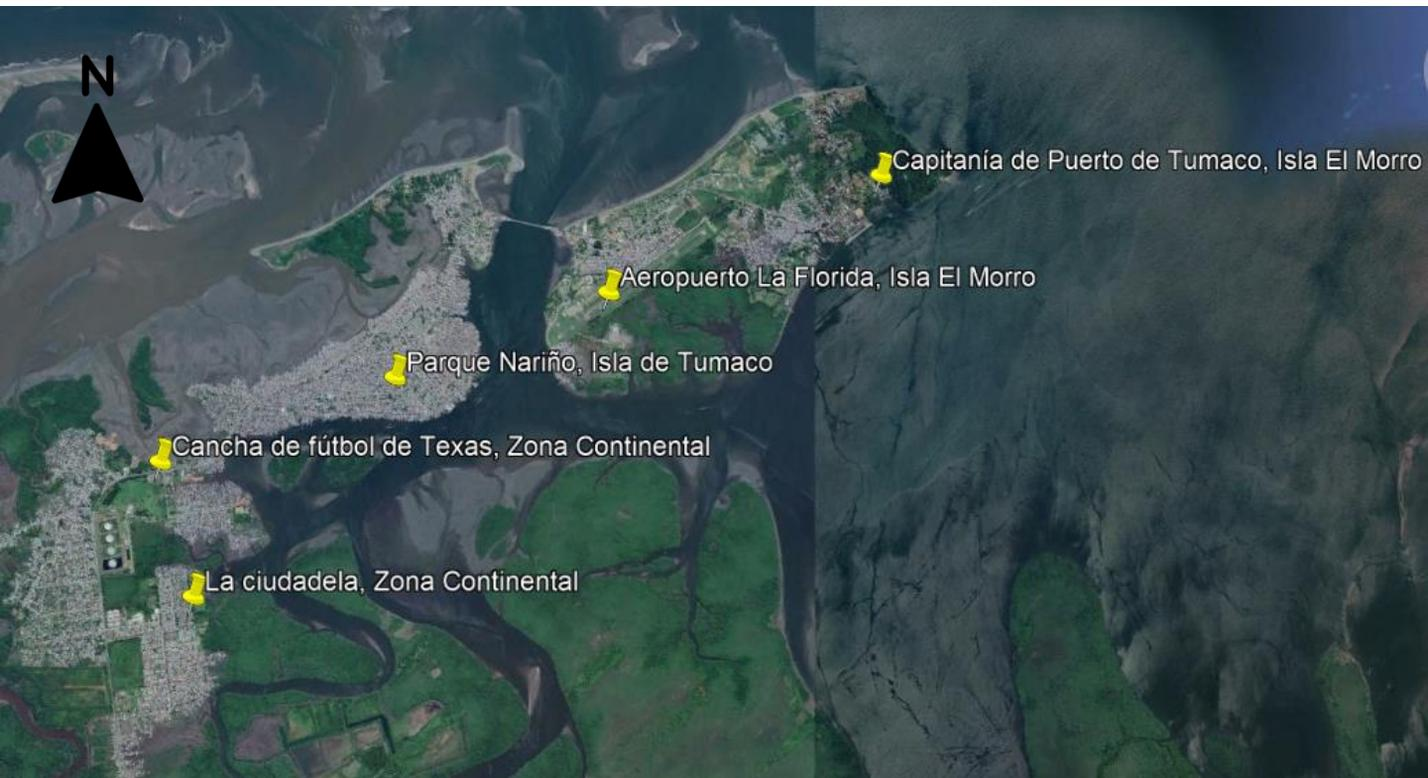 N
Capitanía de Puerto de Tumaco, Isla El Morro
Aeropuerto La Florida, Isla El Morro
Parque Nariño, Isla de Tumaco
Cancha de fútbol de Texas, Zona Continental
La ciudadela, Zona Continental